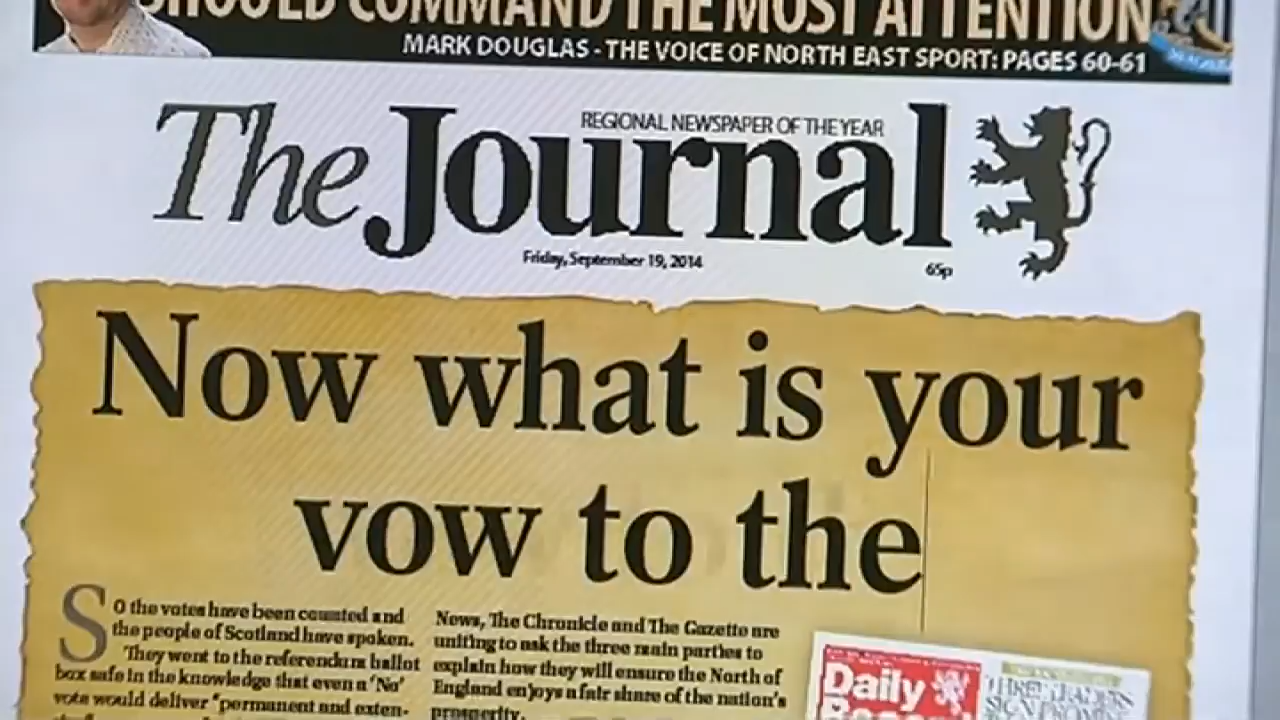 SHOULD COMMAND THE MOST ATTENTION
MARK DOUGLAS - THE VOICE OF NORTH EAST SPORT: PAGES 60-61
REGIONAL NEWSPAPER OF THE YEAR
The Journal
Friday, September 19, 2014
65p
Now what is your
vow to the
SO the votes have been counted and
the people of Scotland have spoken.
They went to the referendum ballot
box safe in the knowledge that even a 'No'
vote would deliver "permanent and exten-
News, The Chronicle and The Gazette are
uniting to ask the three main parties to
explain how they will ensure the North of
England enjoys a fair share of the nation's
prosperity.
Daily
Record
THREE LEADERS
SIGN PROMISE